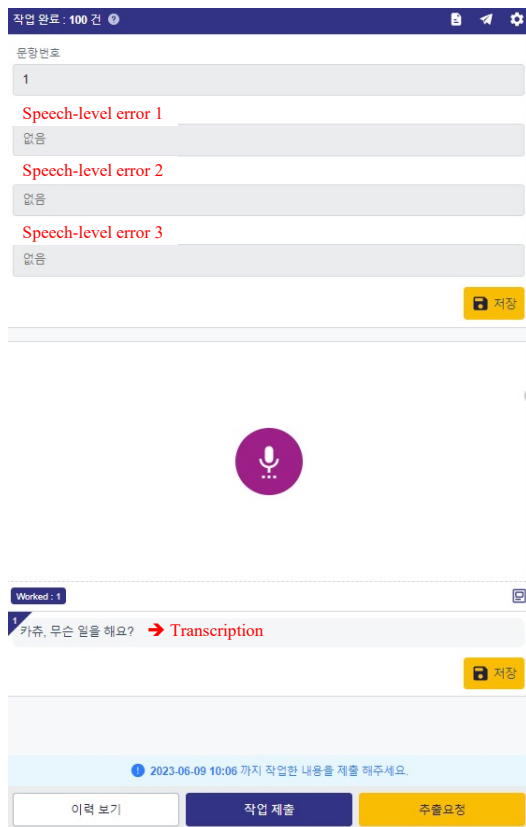 작업 완료 : 100 건 ?
문항번호
1
Speech-level error 1
없음
Speech-level error 2
없음
Speech-level error 3
없음
저장
Worked : 1
1
카츄, 무슨 일을 해요? ➔ Transcription
저장
2023-06-09 10:06 까지 작업한 내용을 제출 해주세요.
이력 보기 작업 제출 추출요청